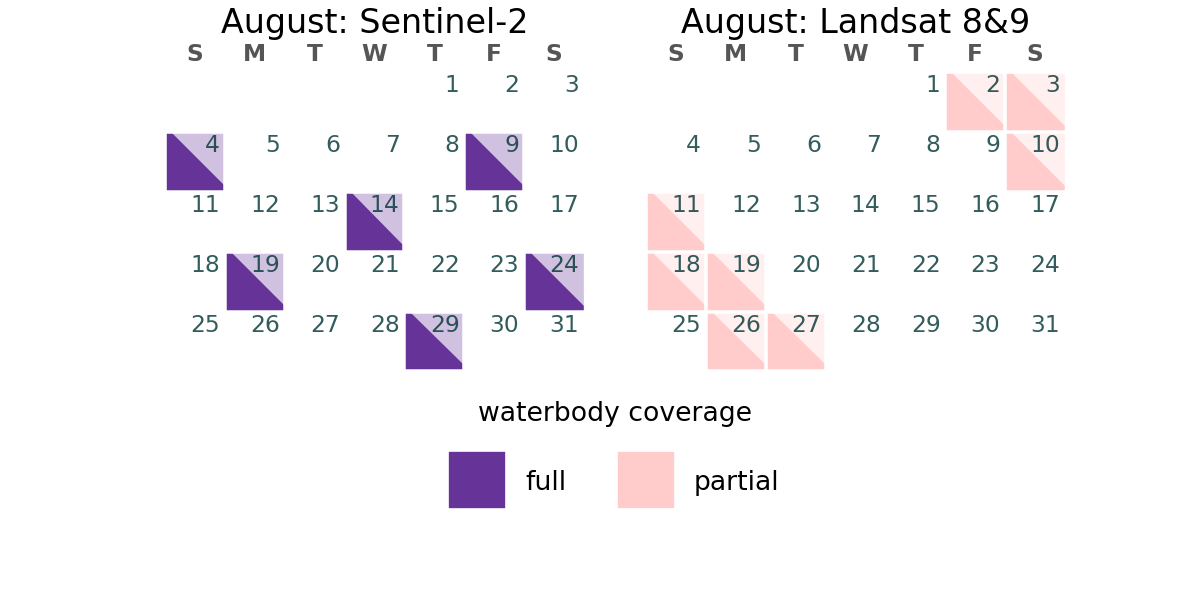 August: Sentinel-2
S M T W T F S
1 2 3
4 5 6 7 8 9 10
11 12 13 14 15 16 17
18 19 20 21 22 23 24
25 26 27 28 29 30 31
August: Landsat 8&9
S M T W T F S
1 2 3
4 5 6 7 8 9 10
11 12 13 14 15 16 17
18 19 20 21 22 23 24
25 26 27 28 29 30 31
waterbody coverage
full
partial